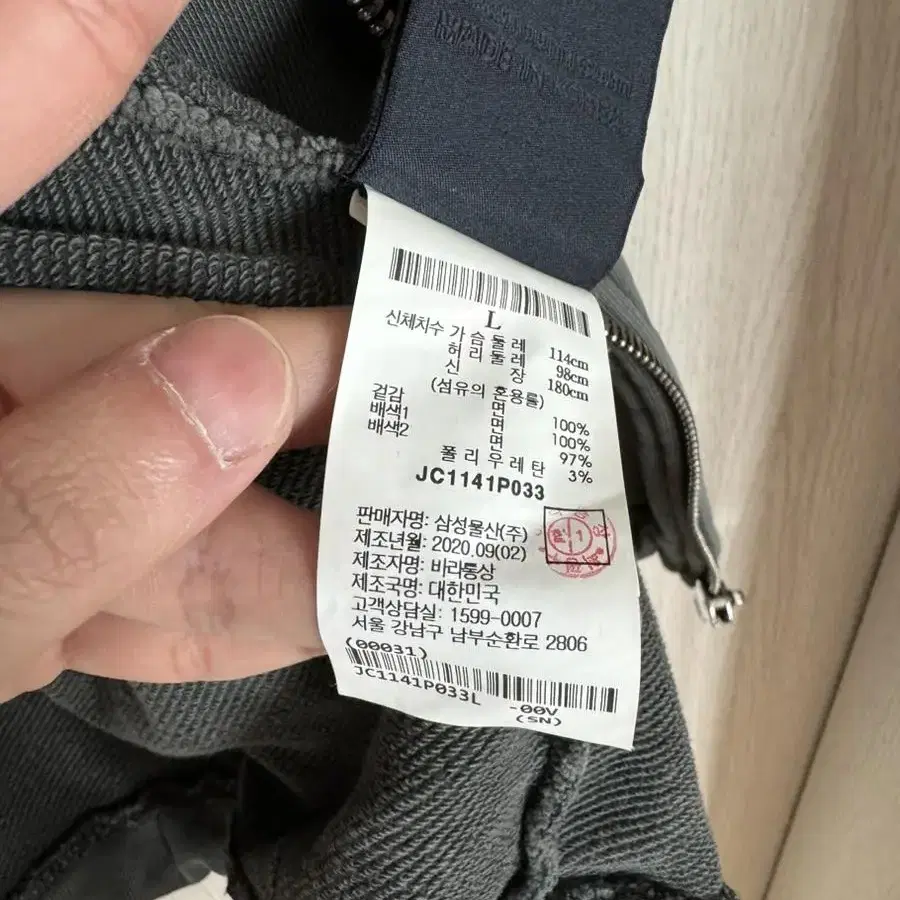 L
신체치수 가슴둘레 114cm
허리둘레 98cm
신 장 180cm
(섬유의 혼용률)
겉감 면 100%
배색1 면 100%
배색2 면 97%
폴리우레탄 3%
JC1141P033
판매자명: 삼성물산(주)
제조년월: 2020.09(02)
제조자명: 바라통상
제조국명: 대한민국
고객상담실: 1599-0007
서울 강남구 남부순환로 2806
(00031)
JC1141P033L -00V
(SN)